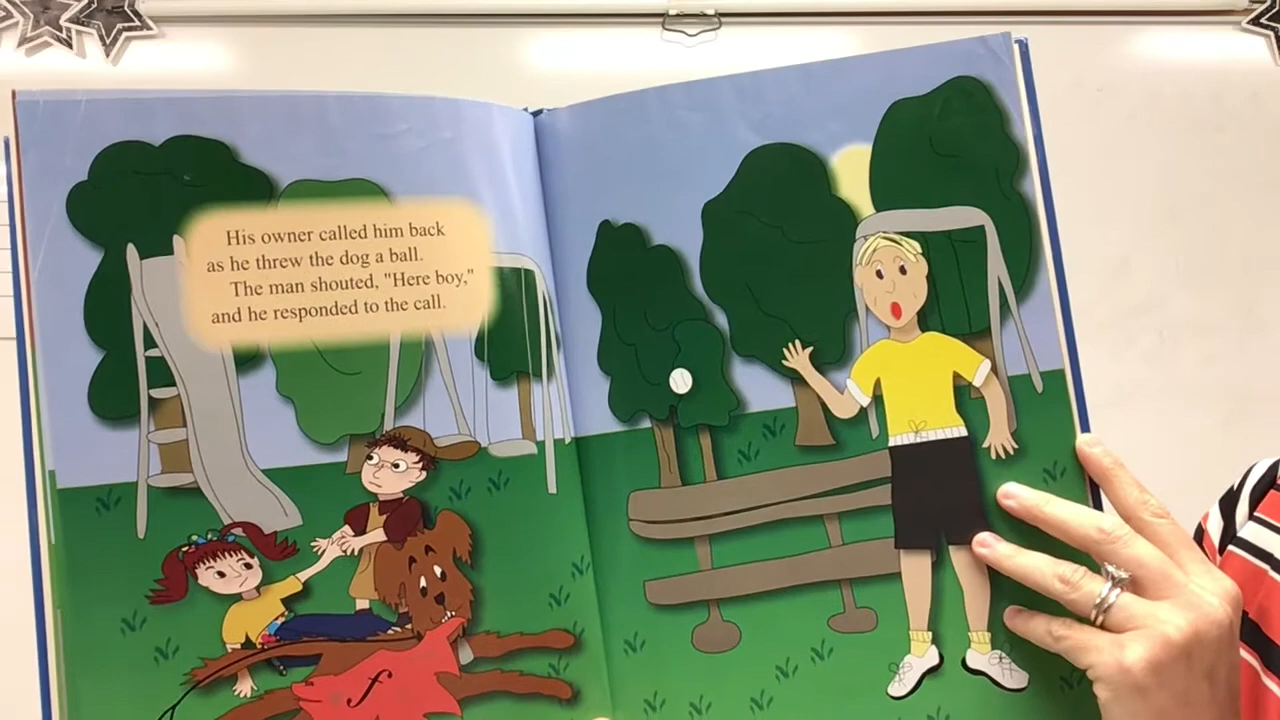 His owner called him back
as he threw the dog a ball.
The man shouted, "Here boy,"
and he responded to the call.
f